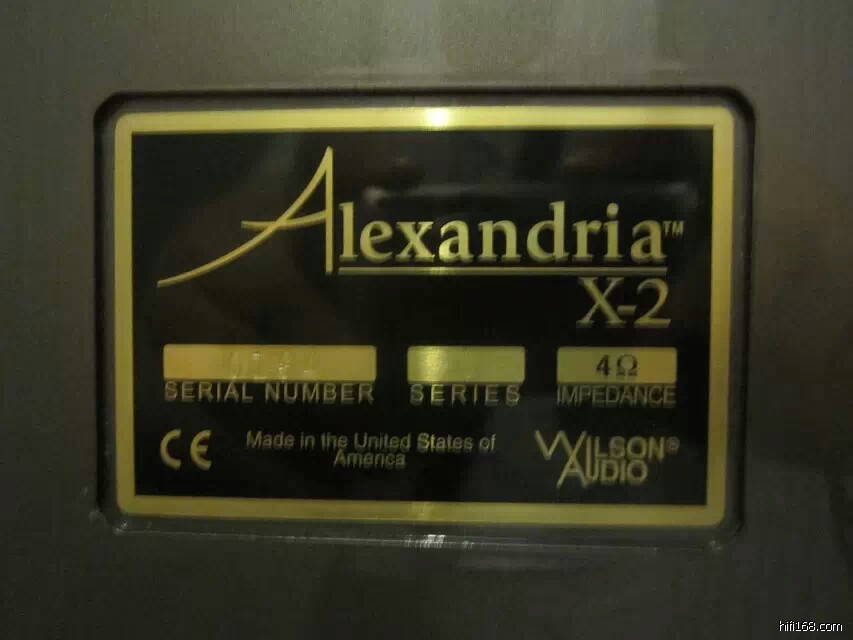 Alexandria™
X-2
4Ω
SERIAL NUMBER SERIES IMPEDANCE
CE Made in the United States of
America
WILSON®
AUDIO
hifi168.com